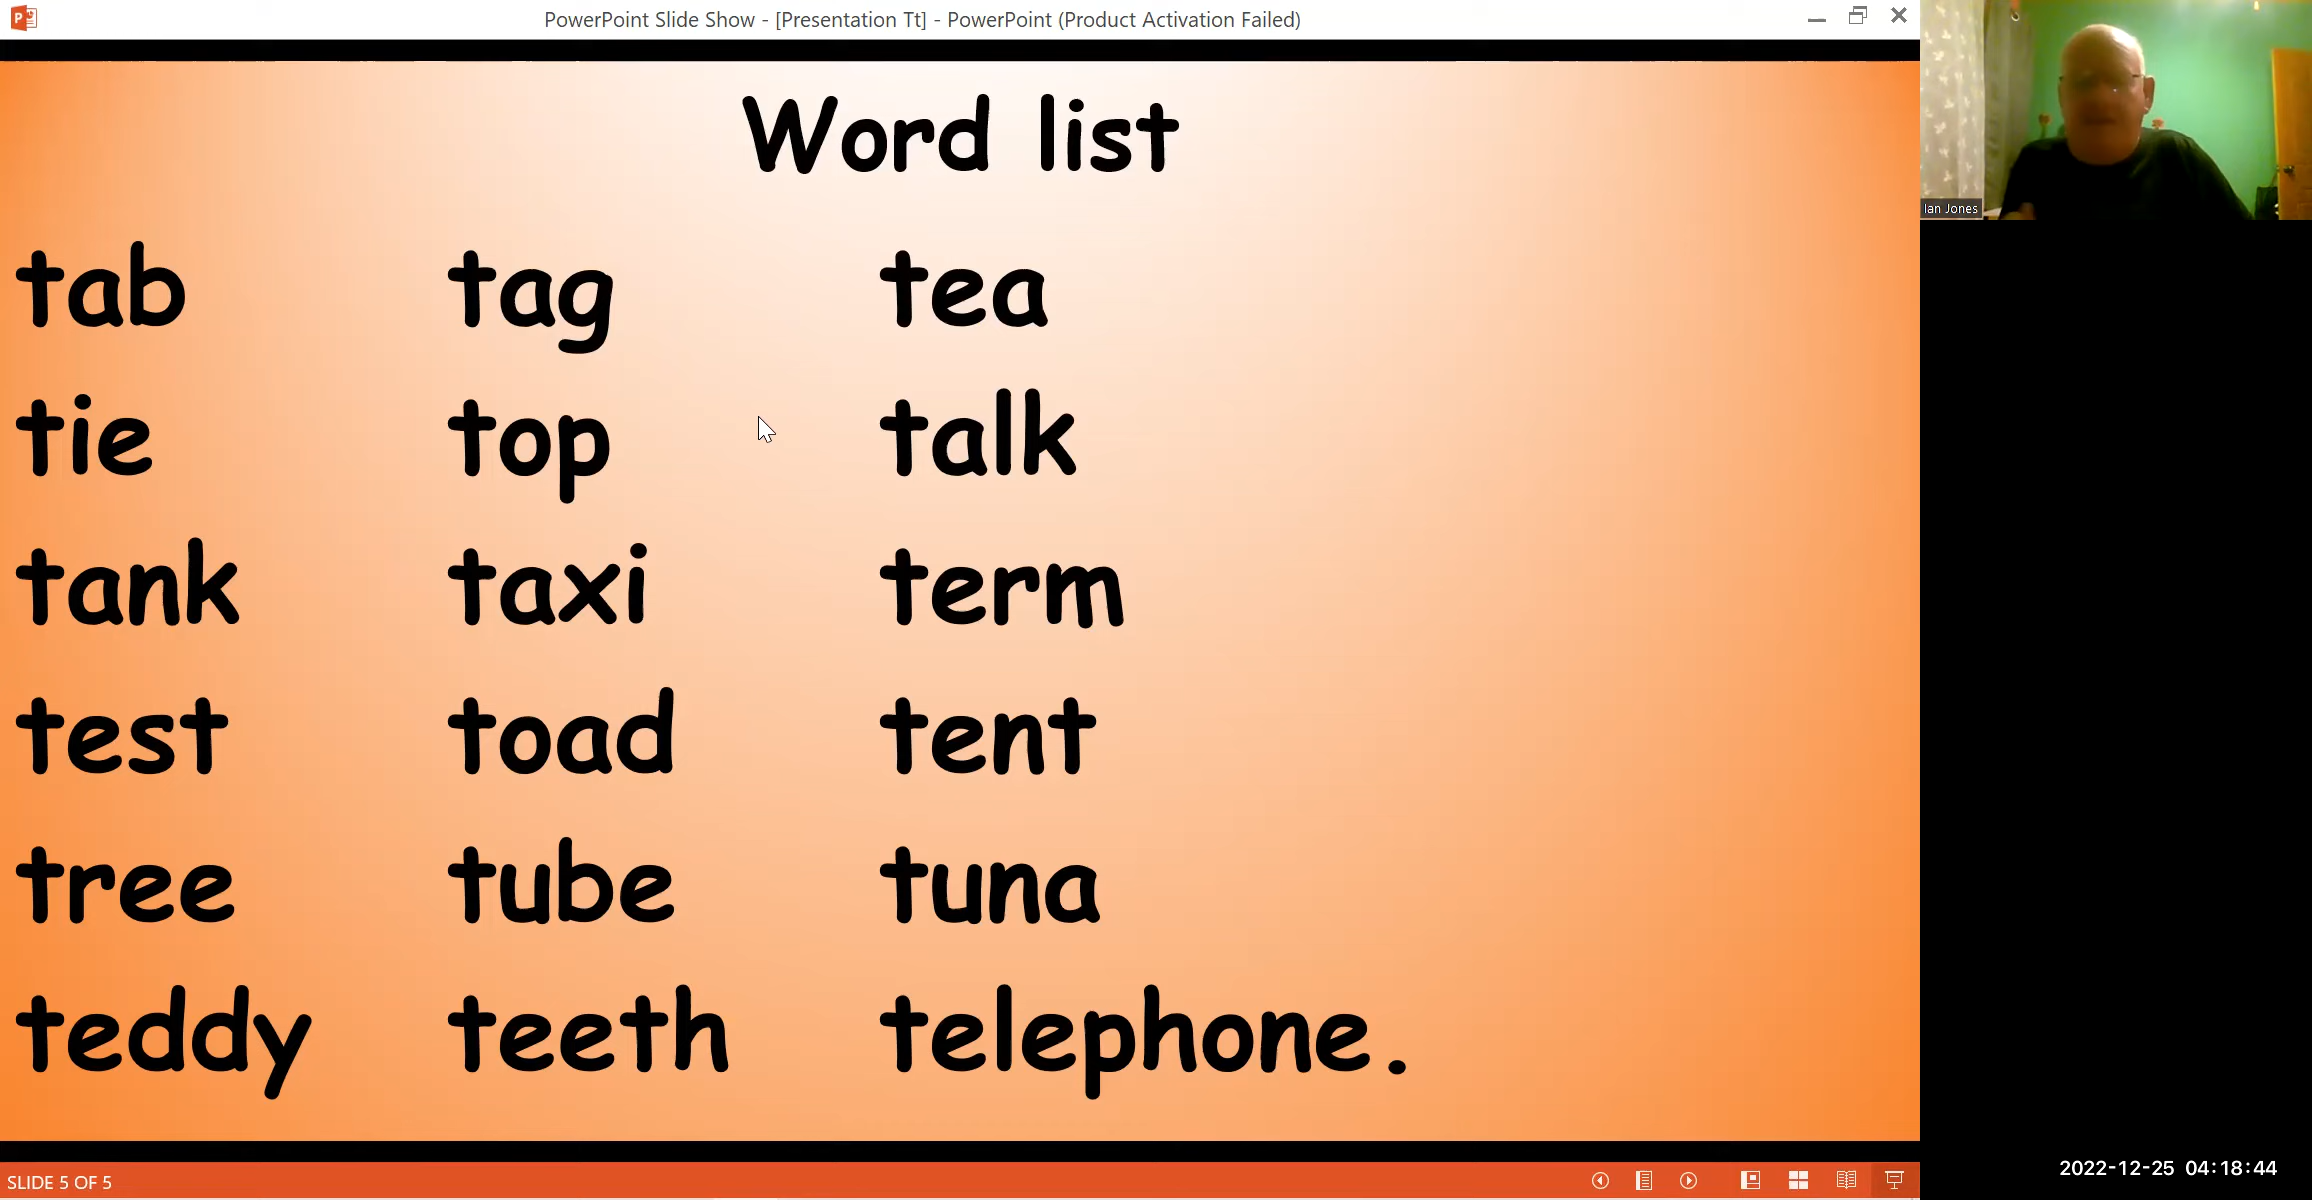 PowerPoint Slide Show - [Presentation Tt] - PowerPoint (Product Activation Failed)
Word list
tab tag tea
tie top talk
tank taxi term
test toad tent
tree tube tuna
teddy teeth telephone.
Ian Jones
SLIDE 5 OF 5
2022-12-25 04:18:44